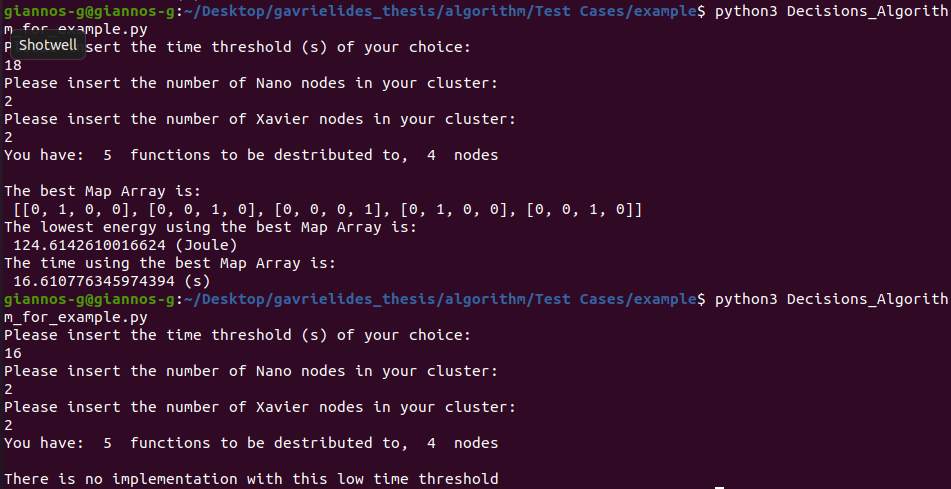 giannos-g@giannos-g:~/Desktop/gavrielides_thesis/algorithm/Test Cases/example$ python3 Decisions_Algorith
m_for_example.py
Shotwell
insert the time threshold (s) of your choice:
18
Please insert the number of Nano nodes in your cluster:
2
Please insert the number of Xavier nodes in your cluster:
2
You have:  5  functions to be destributed to,  4  nodes
The best Map Array is:
 [[0, 1, 0, 0], [0, 0, 1, 0], [0, 0, 0, 1], [0, 1, 0, 0], [0, 0, 1, 0]]
The lowest energy using the best Map Array is:
 124.6142610016624 (Joule)
The time using the best Map Array is:
 16.610776345974394 (s)
giannos-g@giannos-g:~/Desktop/gavrielides_thesis/algorithm/Test Cases/example$ python3 Decisions_Algorith
m_for_example.py
Please insert the time threshold (s) of your choice:
16
Please insert the number of Nano nodes in your cluster:
2
Please insert the number of Xavier nodes in your cluster:
2
You have:  5  functions to be destributed to,  4  nodes
There is no implementation with this low time threshold